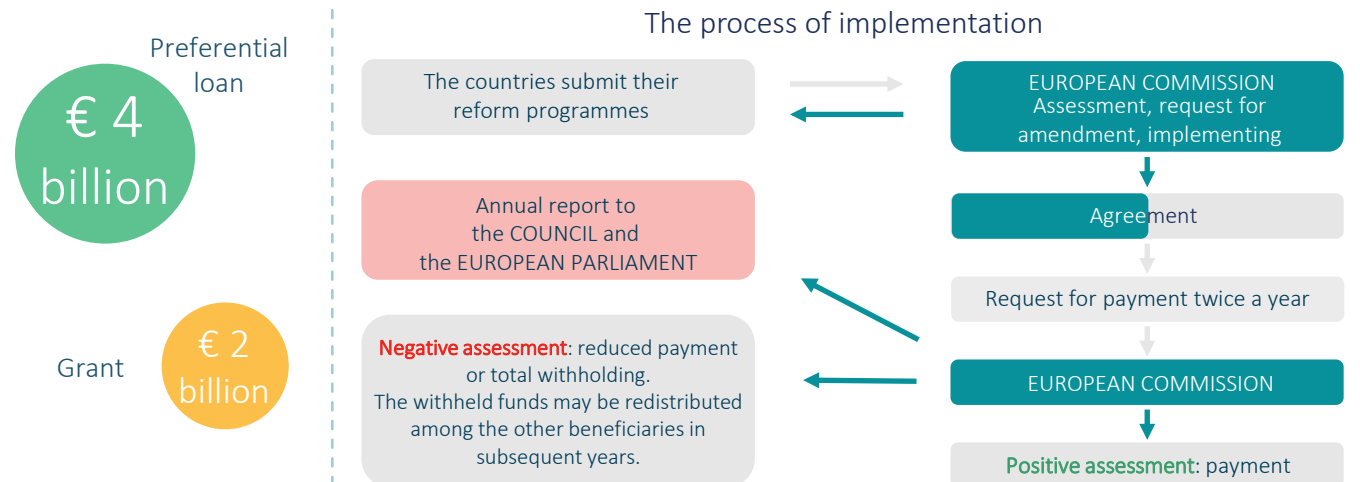 The process of implementation
Preferential
loan
€ 4
billion
Grant
€ 2
billion
The countries submit their
reform programmes
EUROPEAN COMMISSION
Assessment, request for
amendment, implementing
Agreement
Annual report to
the COUNCIL and
the EUROPEAN PARLIAMENT
Request for payment twice a year
EUROPEAN COMMISSION
Negative assessment: reduced payment
or total withholding.
The withheld funds may be redistributed
among the other beneficiaries in
subsequent years.
Positive assessment: payment